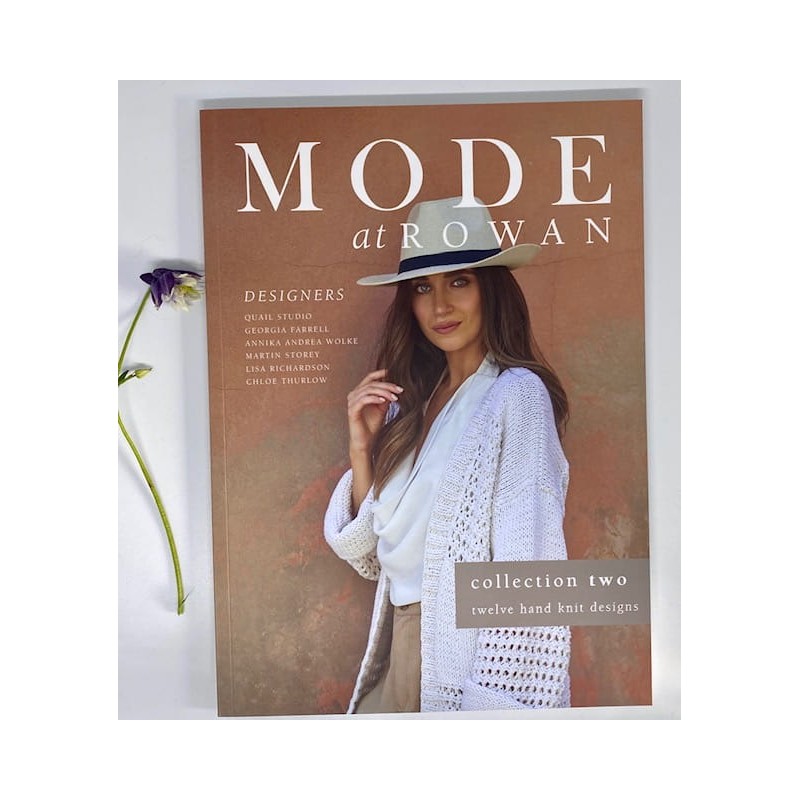 MODE
at ROWAN
DESIGNERS
QUAIL STUDIO
GEORGIA FARRELL
ANNIKA ANDREA WOLKE
MARTIN STOREY
LISA RICHARDSON
CHLOE THURLOW
collection two
twelve hand knit designs